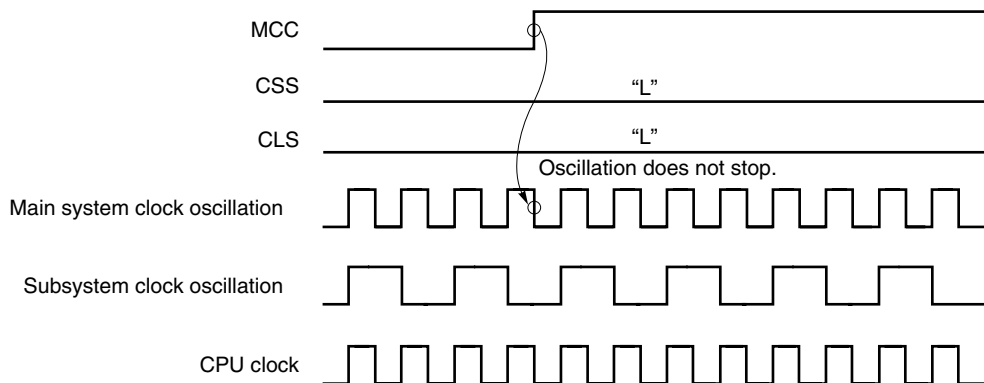 MCC
CSS
“L”
CLS
“L”
Oscillation does not stop.
Main system clock oscillation
Subsystem clock oscillation
CPU clock